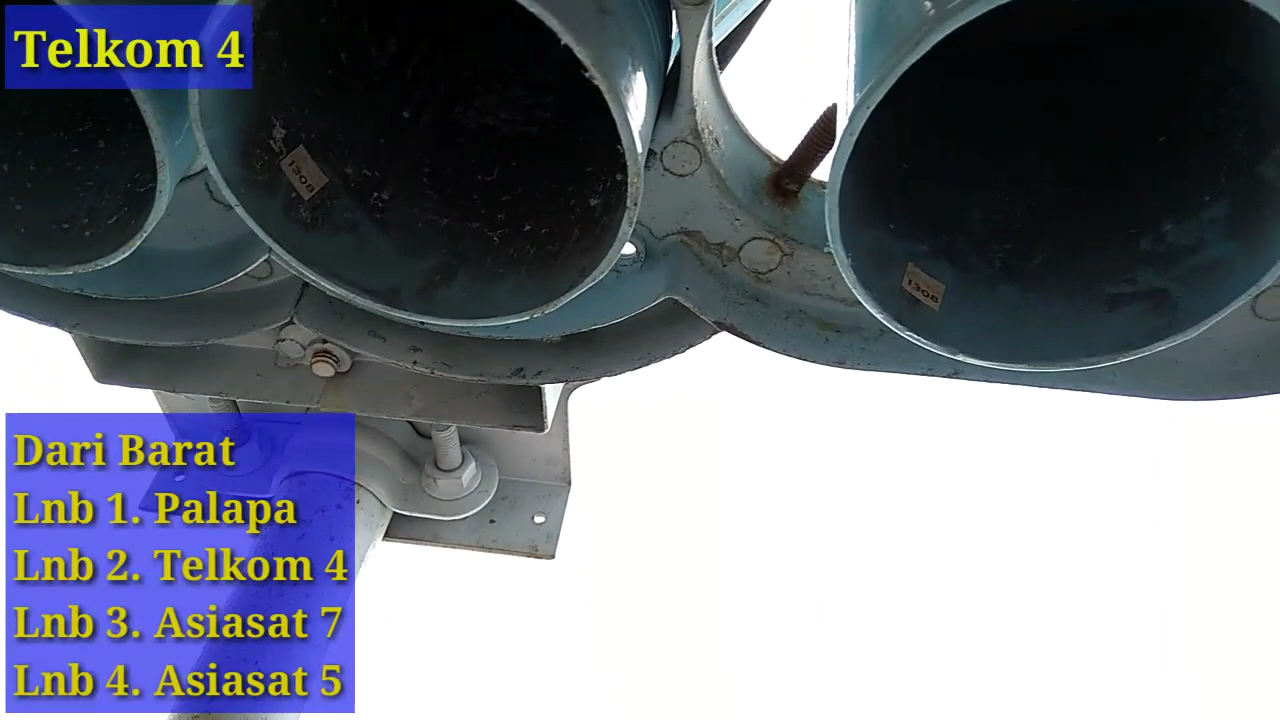 Telkom 4
1308
1308
Dari Barat
Lnb 1. Palapa
Lnb 2. Telkom 4
Lnb 3. Asiasat 7
Lnb 4. Asiasat 5